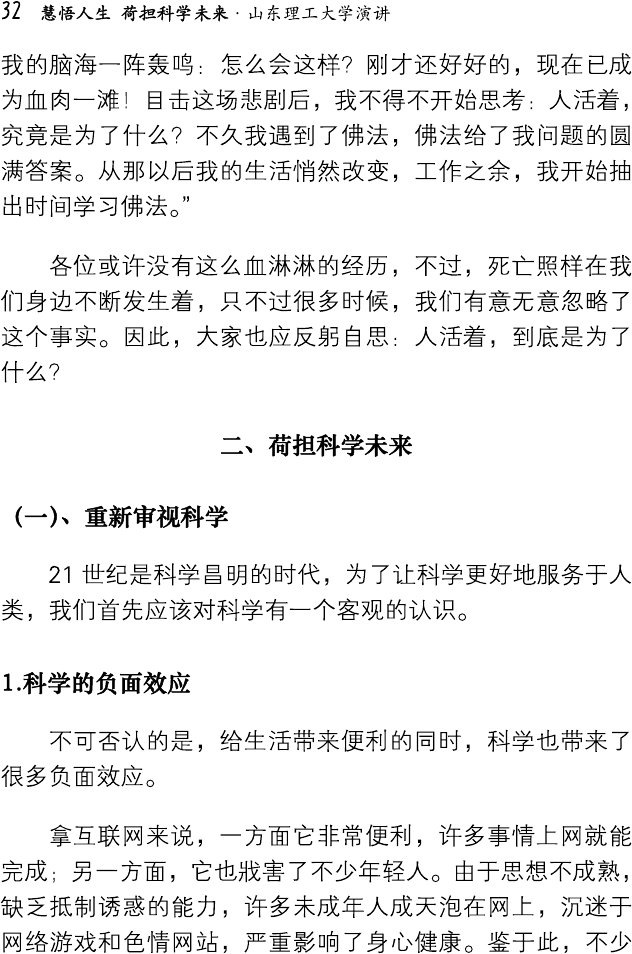 32 慧悟人生 荷担科学未来·山东理工大学演讲
我的脑海一阵轰鸣：怎么会这样？刚才还好好的，现在已成
为血肉一滩！目击这场悲剧后，我不得不开始思考：人活着，
究竟是为了什么？不久我遇到了佛法，佛法给了我问题的圆
满答案。从那以后我的生活悄然改变，工作之余，我开始抽
出时间学习佛法。”
各位或许没有这么血淋淋的经历，不过，死亡照样在我
们身边不断发生着，只不过很多时候，我们有意无意忽略了
这个事实。因此，大家也应反躬自思：人活着，到底是为了
什么？
二、荷担科学未来
(一)、重新审视科学
21 世纪是科学昌明的时代，为了让科学更好地服务于人
类，我们首先应该对科学有一个客观的认识。
1.科学的负面效应
不可否认的是，给生活带来便利的同时，科学也带来了
很多负面效应。
拿互联网来说，一方面它非常便利，许多事情上网就能
完成；另一方面，它也戕害了不少年轻人。由于思想不成熟，
缺乏抵制诱惑的能力，许多未成年人成天泡在网上，沉迷于
网络游戏和色情网站，严重影响了身心健康。鉴于此，不少